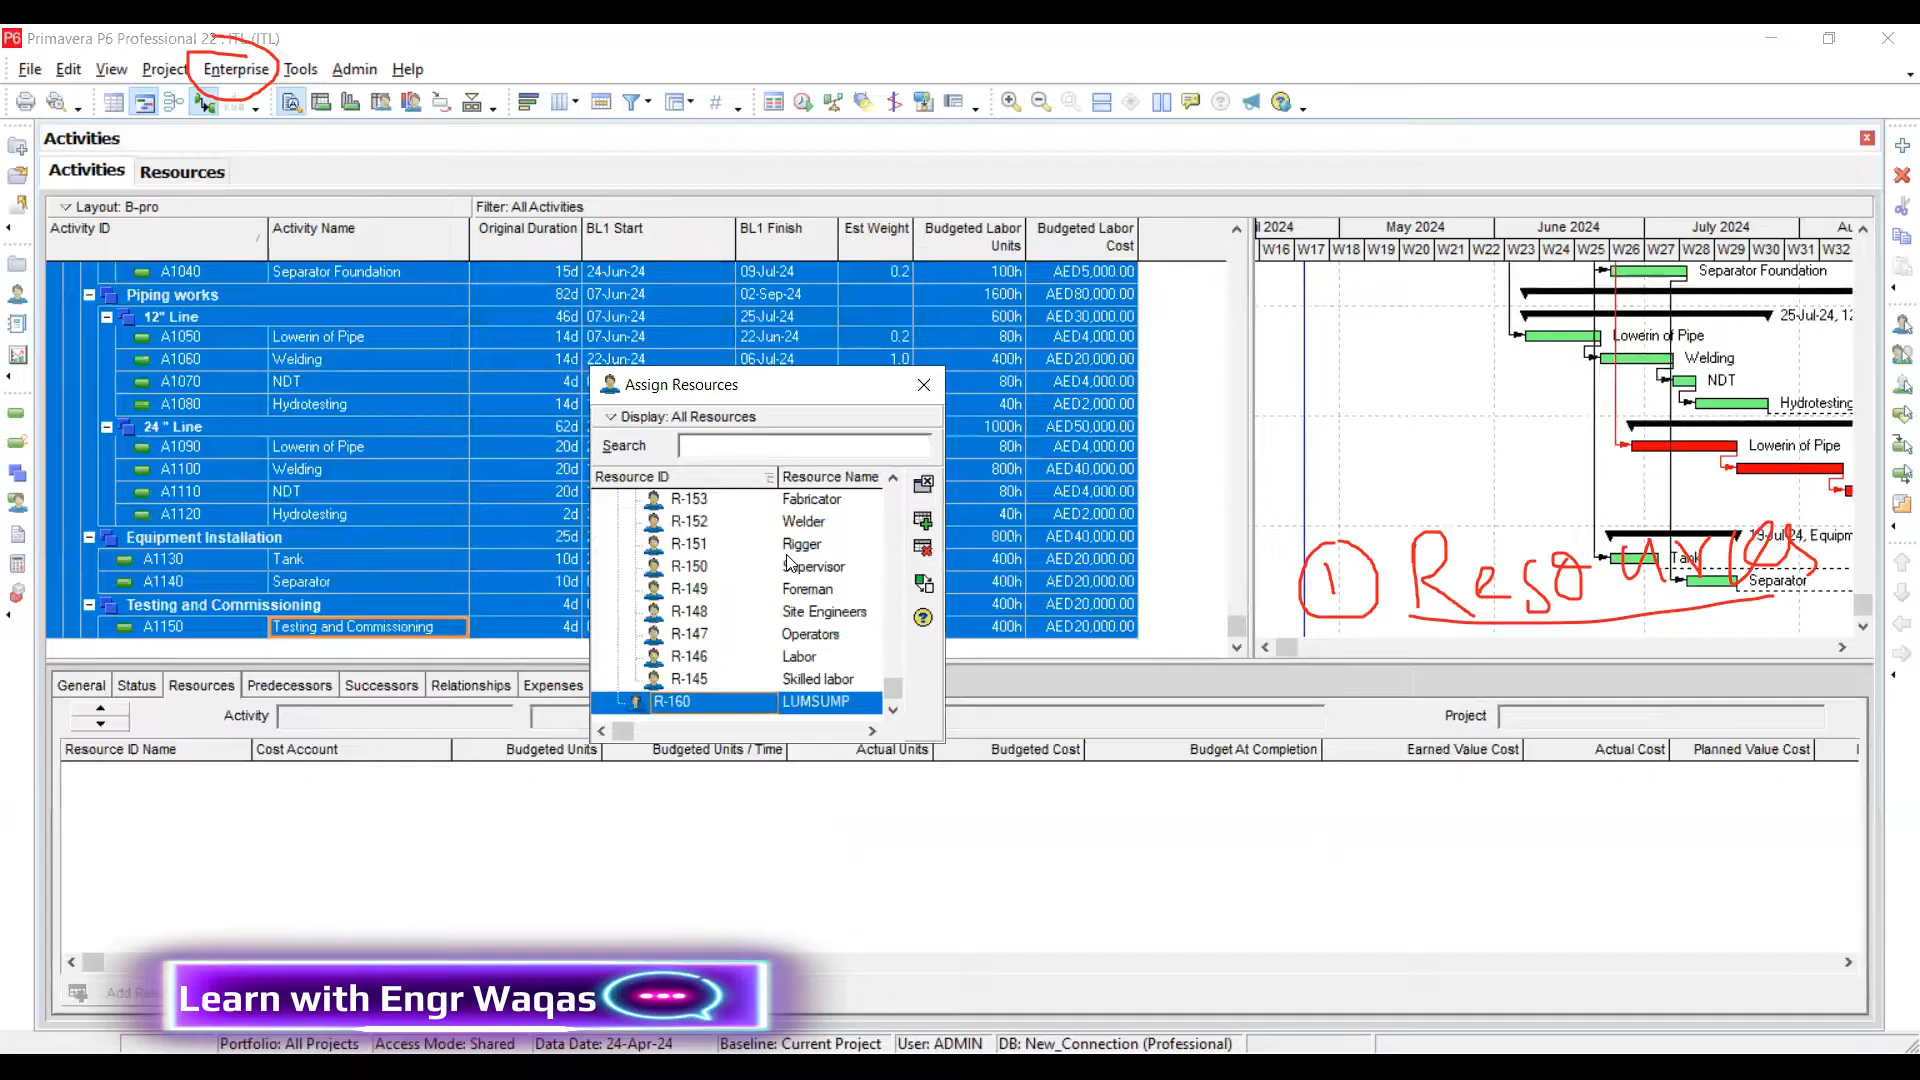 Primavera P6 Professional 22 : ITL (ITL)
File Edit View Project Enterprise Tools Admin Help
Activities
Activities Resources
Layout: B-pro Filter: All Activities
Activity ID Activity Name Original Duration BL1 Start BL1 Finish Est Weight Budgeted Labor Units Budgeted Labor Cost
2024 May 2024 June 2024 July 2024
W16 W17 W18 W19 W20 W21 W22 W23 W24 W25 W26 W27 W28 W29 W30 W31 W32
A1040 Separator Foundation 15d 24-Jun-24 09-Jul-24 0.2 100h AED5,000.00 Separator Foundation
Piping works 82d 07-Jun-24 02-Sep-24 1600h AED80,000.00
12" Line 46d 07-Jun-24 25-Jul-24 600h AED30,000.00 25-Jul-24, 12
A1050 Lowerin of Pipe 14d 07-Jun-24 22-Jun-24 0.2 80h AED4,000.00 Lowerin of Pipe
A1060 Welding 14d 22-Jun-24 06-Jul-24 1.0 400h AED20,000.00 Welding
A1070 NDT 4d 80h AED4,000.00 NDT
A1080 Hydrotesting 14d 40h AED2,000.00 Hydrotesting
24 " Line 62d 1000h AED50,000.00
A1090 Lowerin of Pipe 20d 80h AED4,000.00 Lowerin of Pipe
A1100 Welding 20d 800h AED40,000.00
A1110 NDT 20d 80h AED4,000.00
A1120 Hydrotesting 2d 40h AED2,000.00
Equipment Installation 25d 800h AED40,000.00 19-Jul-24, Equipm
A1130 Tank 10d 400h AED20,000.00 Tank
A1140 Separator 10d 400h AED20,000.00 Separator
Testing and Commissioning 4d 400h AED20,000.00
A1150 Testing and Commissioning 4d 400h AED20,000.00
1 Resources
Assign Resources
Display: All Resources
Search
Resource ID Resource Name
R-153 Fabricator
R-152 Welder
R-151 Rigger
R-150 Supervisor
R-149 Foreman
R-148 Site Engineers
R-147 Operators
R-146 Labor
R-145 Skilled labor
R-160 LUMSUMP
General Status Resources Predecessors Successors Relationships Expenses
Activity Project
Resource ID Name Cost Account Budgeted Units Budgeted Units / Time Actual Units Budgeted Cost Budget At Completion Earned Value Cost Actual Cost Planned Value Cost
Add
Learn with Engr Waqas
Portfolio: All Projects Access Mode: Shared Data Date: 24-Apr-24 Baseline: Current Project User: ADMIN DB: New_Connection (Professional)